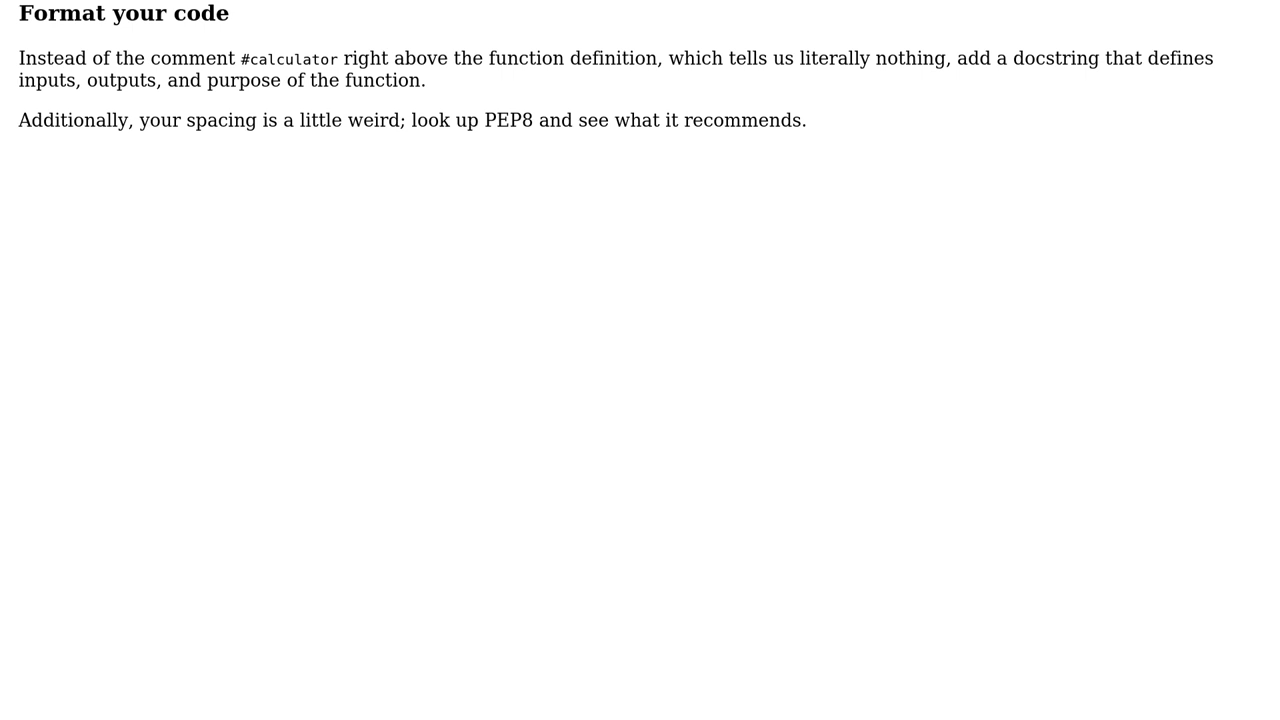 Format your code
Instead of the comment #calculator right above the function definition, which tells us literally nothing, add a docstring that defines
inputs, outputs, and purpose of the function.
Additionally, your spacing is a little weird; look up PEP8 and see what it recommends.